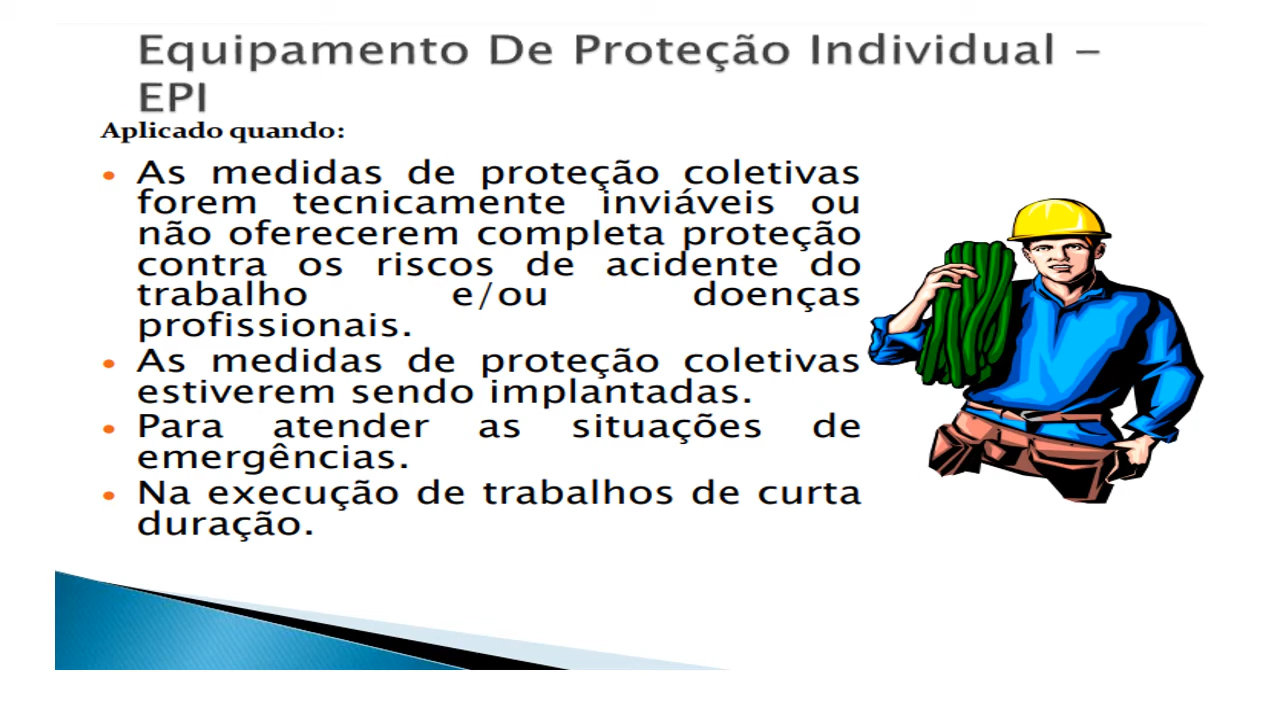 Equipamento De Proteção Individual –
EPI
Aplicado quando:
• As medidas de proteção coletivas
forem tecnicamente inviáveis ou
não oferecerem completa proteção
contra os riscos de acidente do
trabalho e/ou doenças
profissionais.
• As medidas de proteção coletivas
estiverem sendo implantadas.
• Para atender as situações de
emergências.
• Na execução de trabalhos de curta
duração.